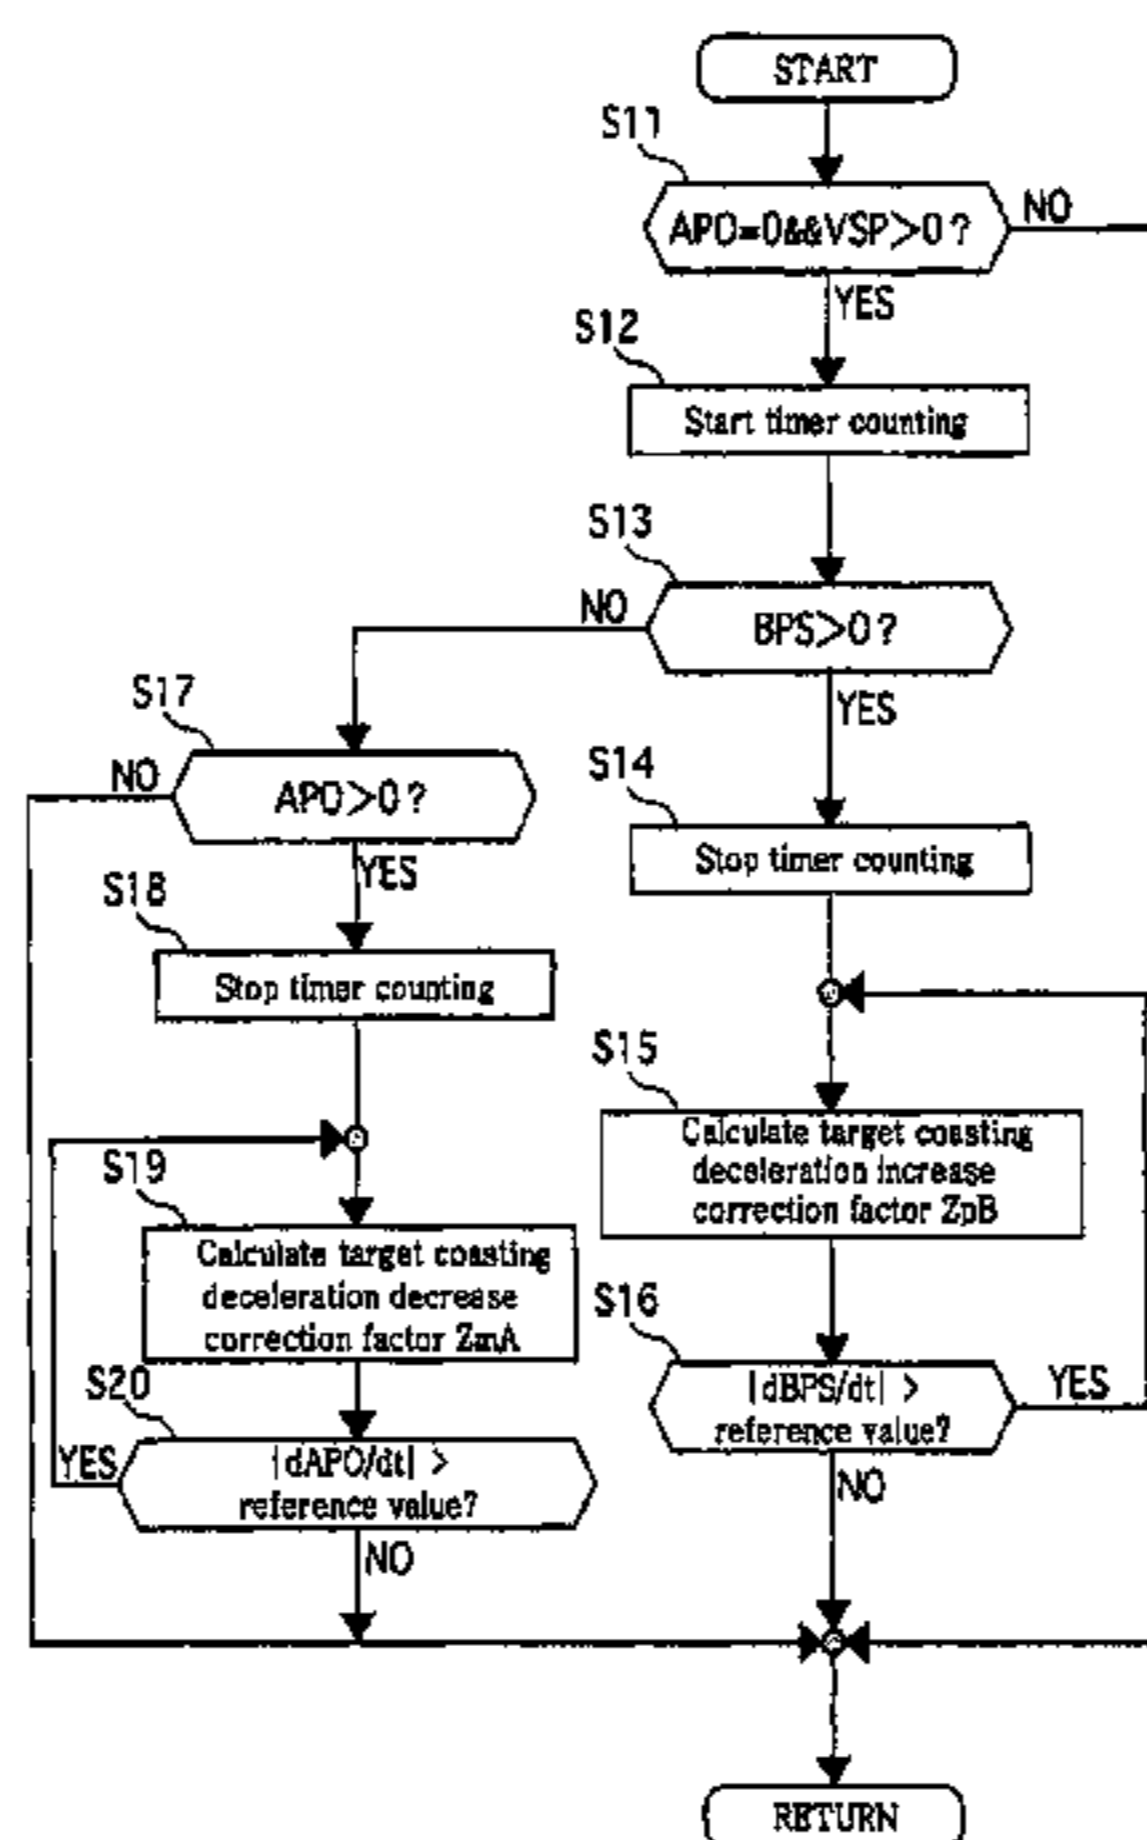 START
S11
APO=0&&VSP>0?
NO
YES
S12
Start timer counting
S13
NO
BPS>0?
YES
S17
NO
APO>0?
YES
S14
Stop timer counting
S18
Stop timer counting
S15
Calculate target coasting
deceleration increase
correction factor ZpB
S19
Calculate target coasting
deceleration decrease
correction factor ZmA
S16
|dBPS/dt| >
reference value?
YES
NO
S20
|dAPO/dt| >
reference value?
YES
NO
RETURN